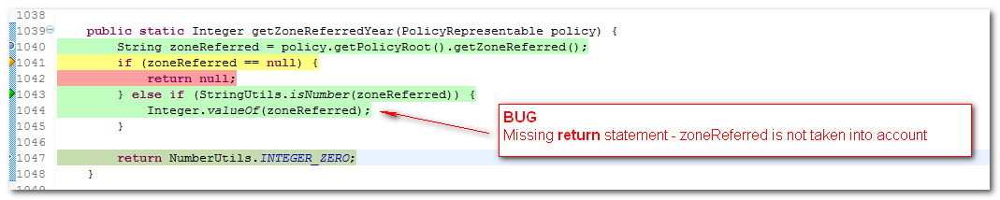 1038
1039 public static Integer getZoneReferredYear(PolicyRepresentable policy) {
1040 String zoneReferred = policy.getPolicyRoot().getZoneReferred();
1041 if (zoneReferred == null) {
1042 return null;
1043 } else if (StringUtils.isNumber(zoneReferred)) {
1044 Integer.valueOf(zoneReferred);
1045 }
1046
1047 return NumberUtils.INTEGER_ZERO;
1048 }
1049
BUG
Missing return statement - zoneReferred is not taken into account